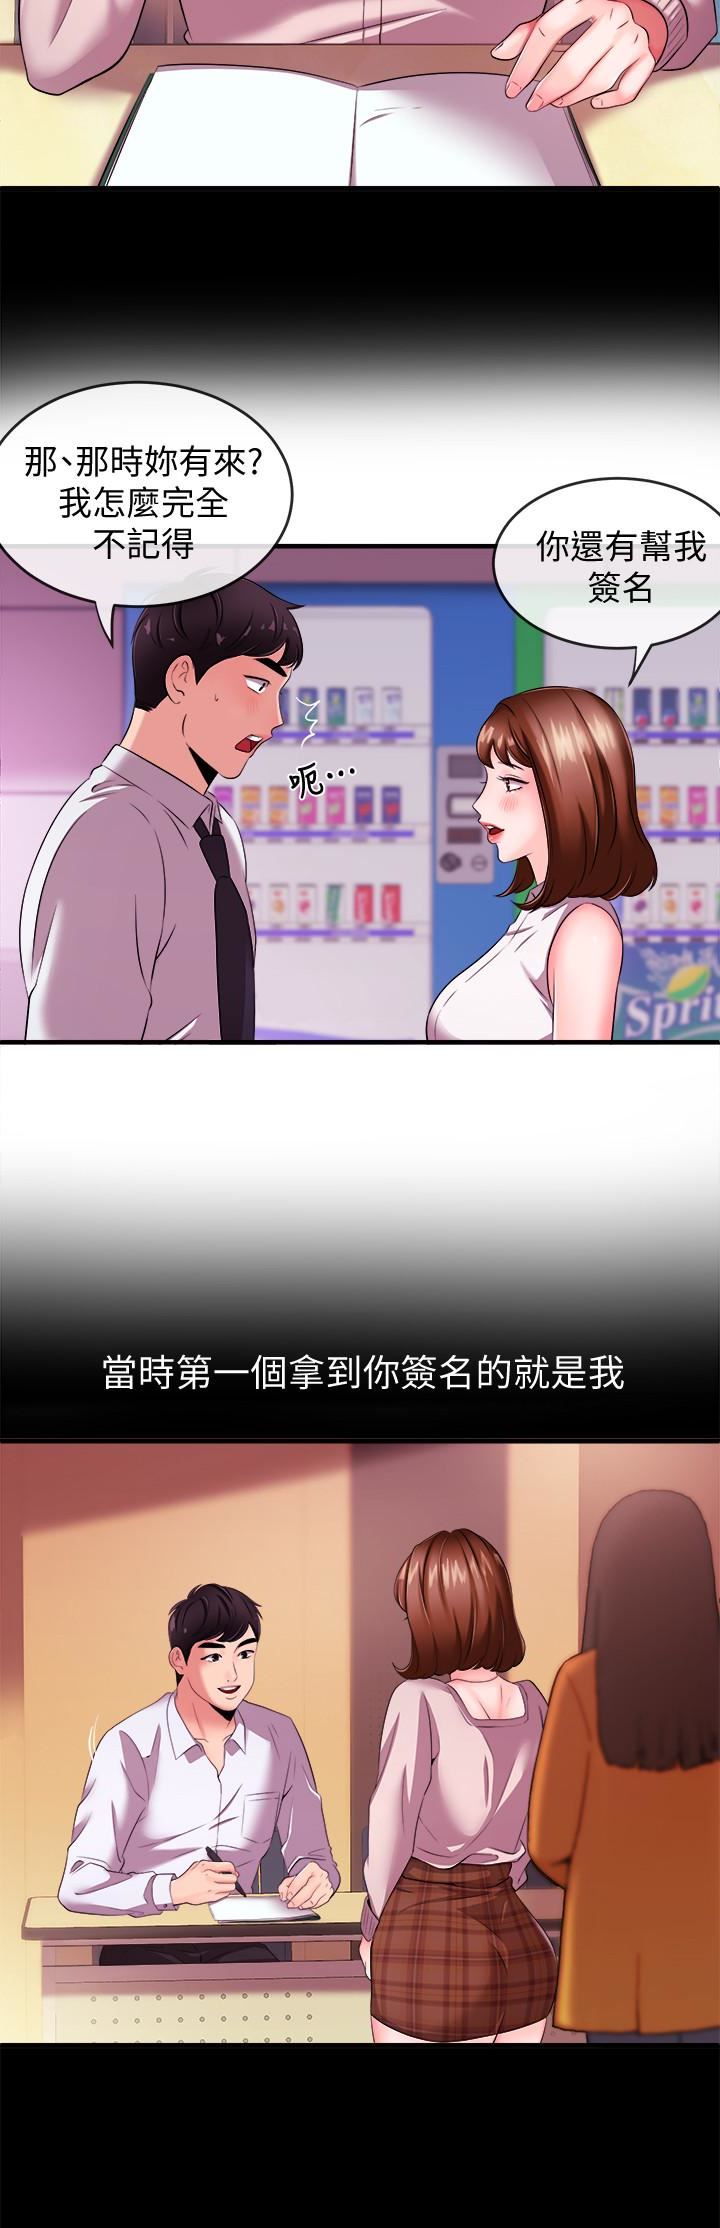 那、那時妳有來?
我怎麼完全
不記得
你還有幫我
簽名
呃…
Sprit
當時第一個拿到你簽名的就是我